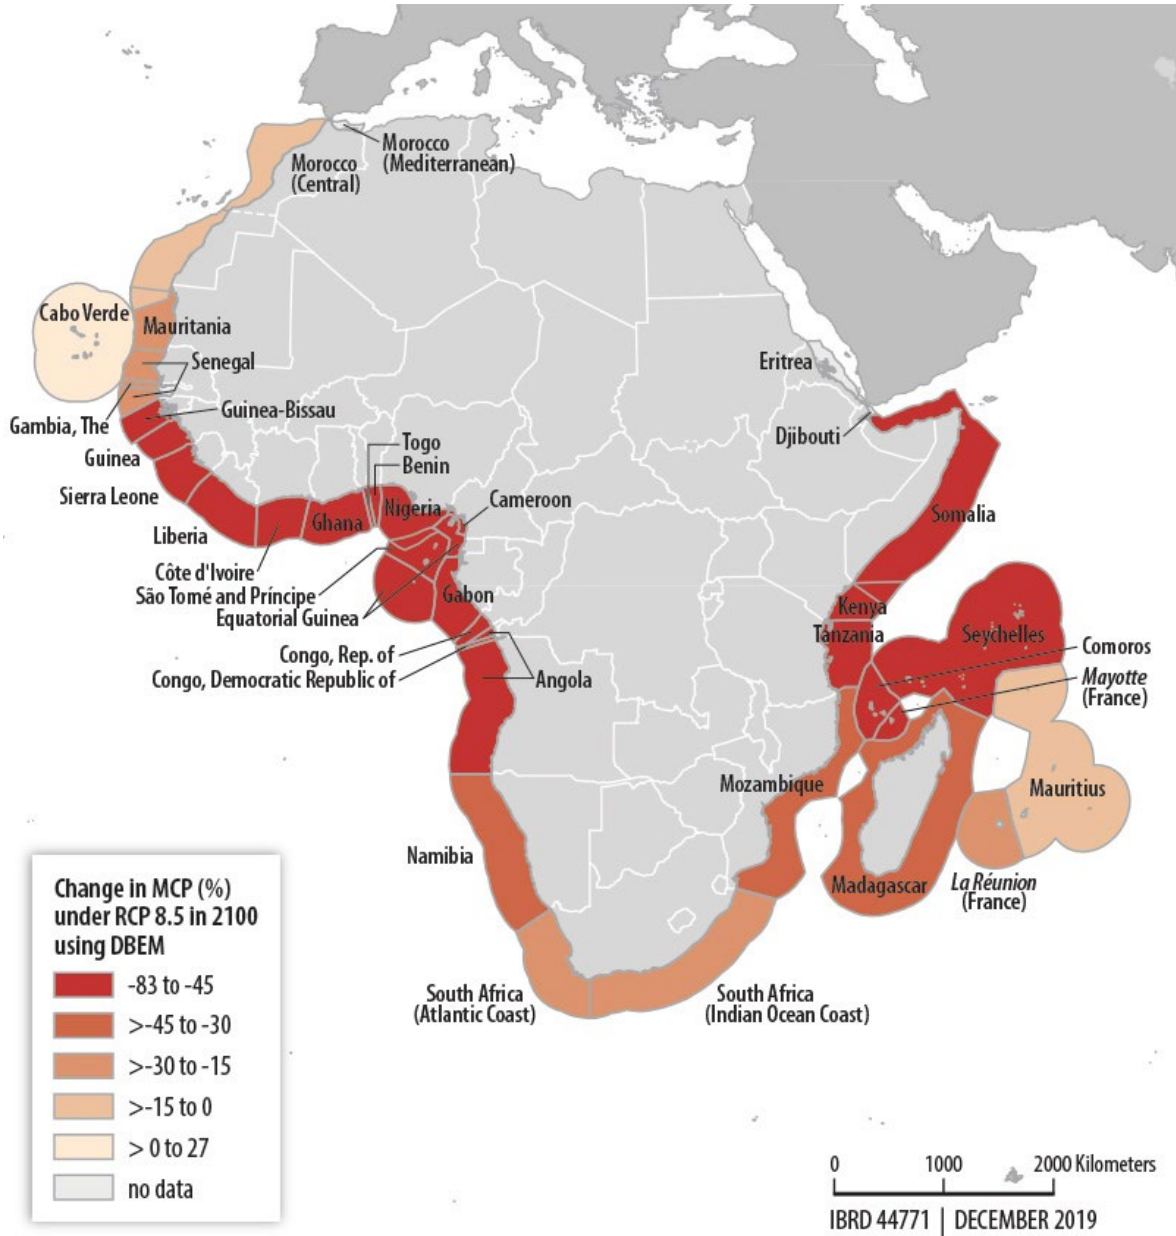 Morocco
(Mediterranean)
Morocco
(Central)
Cabo Verde
Mauritania
Senegal
Eritrea
Guinea-Bissau
Gambia, The
Djibouti
Togo
Guinea
Benin
Sierra Leone
Cameroon
Nigeria
Ghana
Somalia
Liberia
Côte d'Ivoire
São Tomé and Príncipe
Gabon
Kenya
Equatorial Guinea
Tanzania
Seychelles
Comoros
Congo, Rep. of
Mayotte
(France)
Congo, Democratic Republic of
Angola
Mozambique
Mauritius
Namibia
Madagascar
La Réunion
(France)
South Africa
(Atlantic Coast)
South Africa
(Indian Ocean Coast)
Change in MCP (%)
under RCP 8.5 in 2100
using DBEM
-83 to -45
>-45 to -30
>-30 to -15
>-15 to 0
> 0 to 27
no data
0 1000 2000 Kilometers
IBRD 44771 | DECEMBER 2019